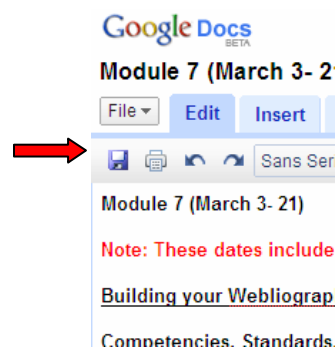 Google Docs
BETA
Module 7 (March 3- 21
File Edit Insert
Sans Ser
Module 7 (March 3- 21)
Note: These dates include
Building your Webliograp
Competencies, Standards,